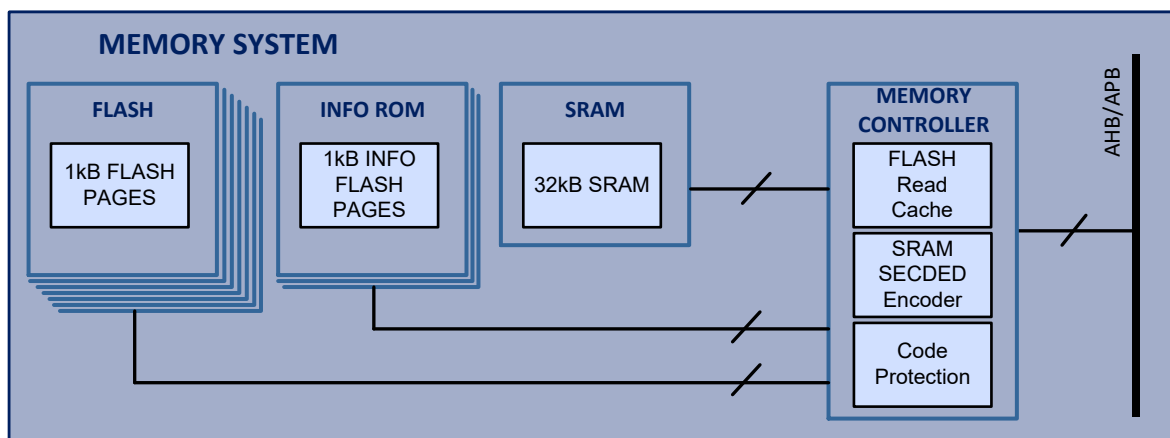 MEMORY SYSTEM
FLASH
1kB FLASH
PAGES
INFO ROM
1kB INFO
FLASH
PAGES
SRAM
32kB SRAM
MEMORY
CONTROLLER
FLASH
Read
Cache
SRAM
SECDED
Encoder
Code
Protection
AHB/APB